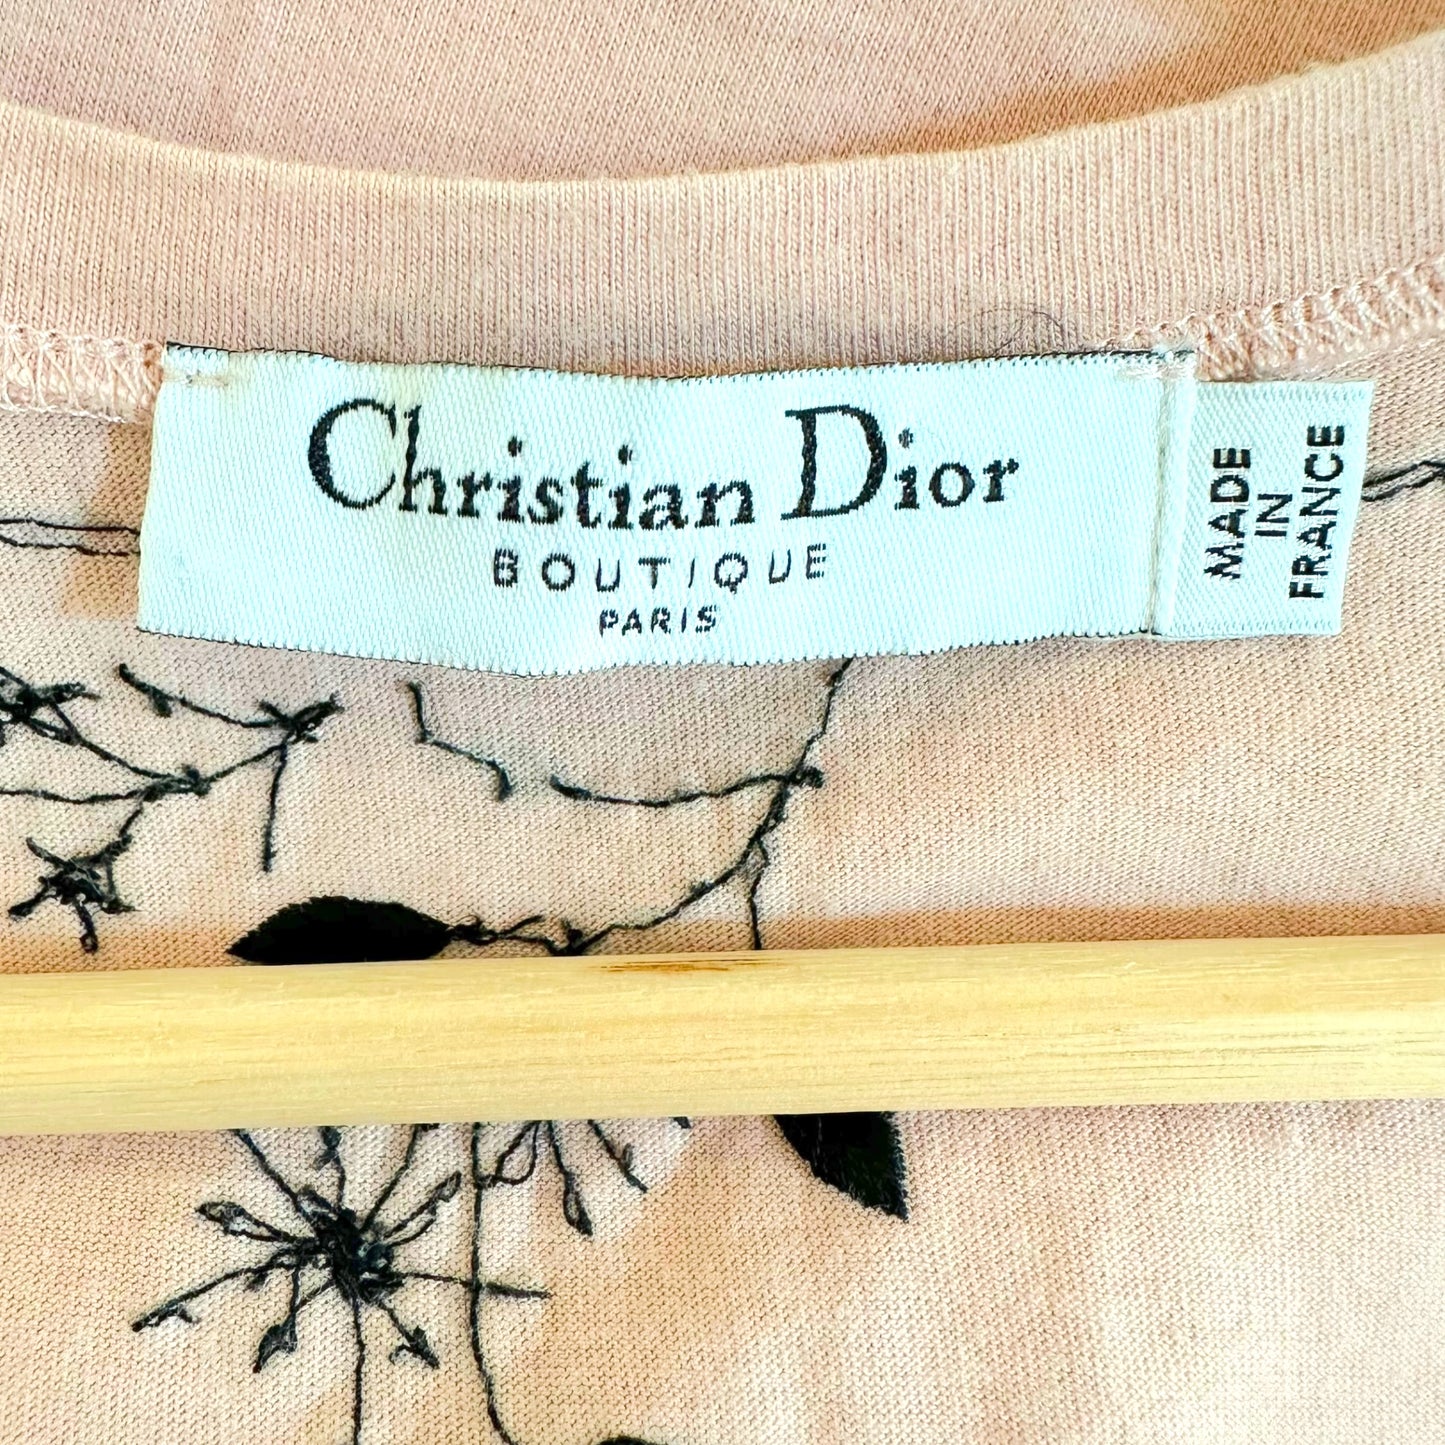 Christian Dior
BOUTIQUE
PARIS
MADE
IN
FRANCE